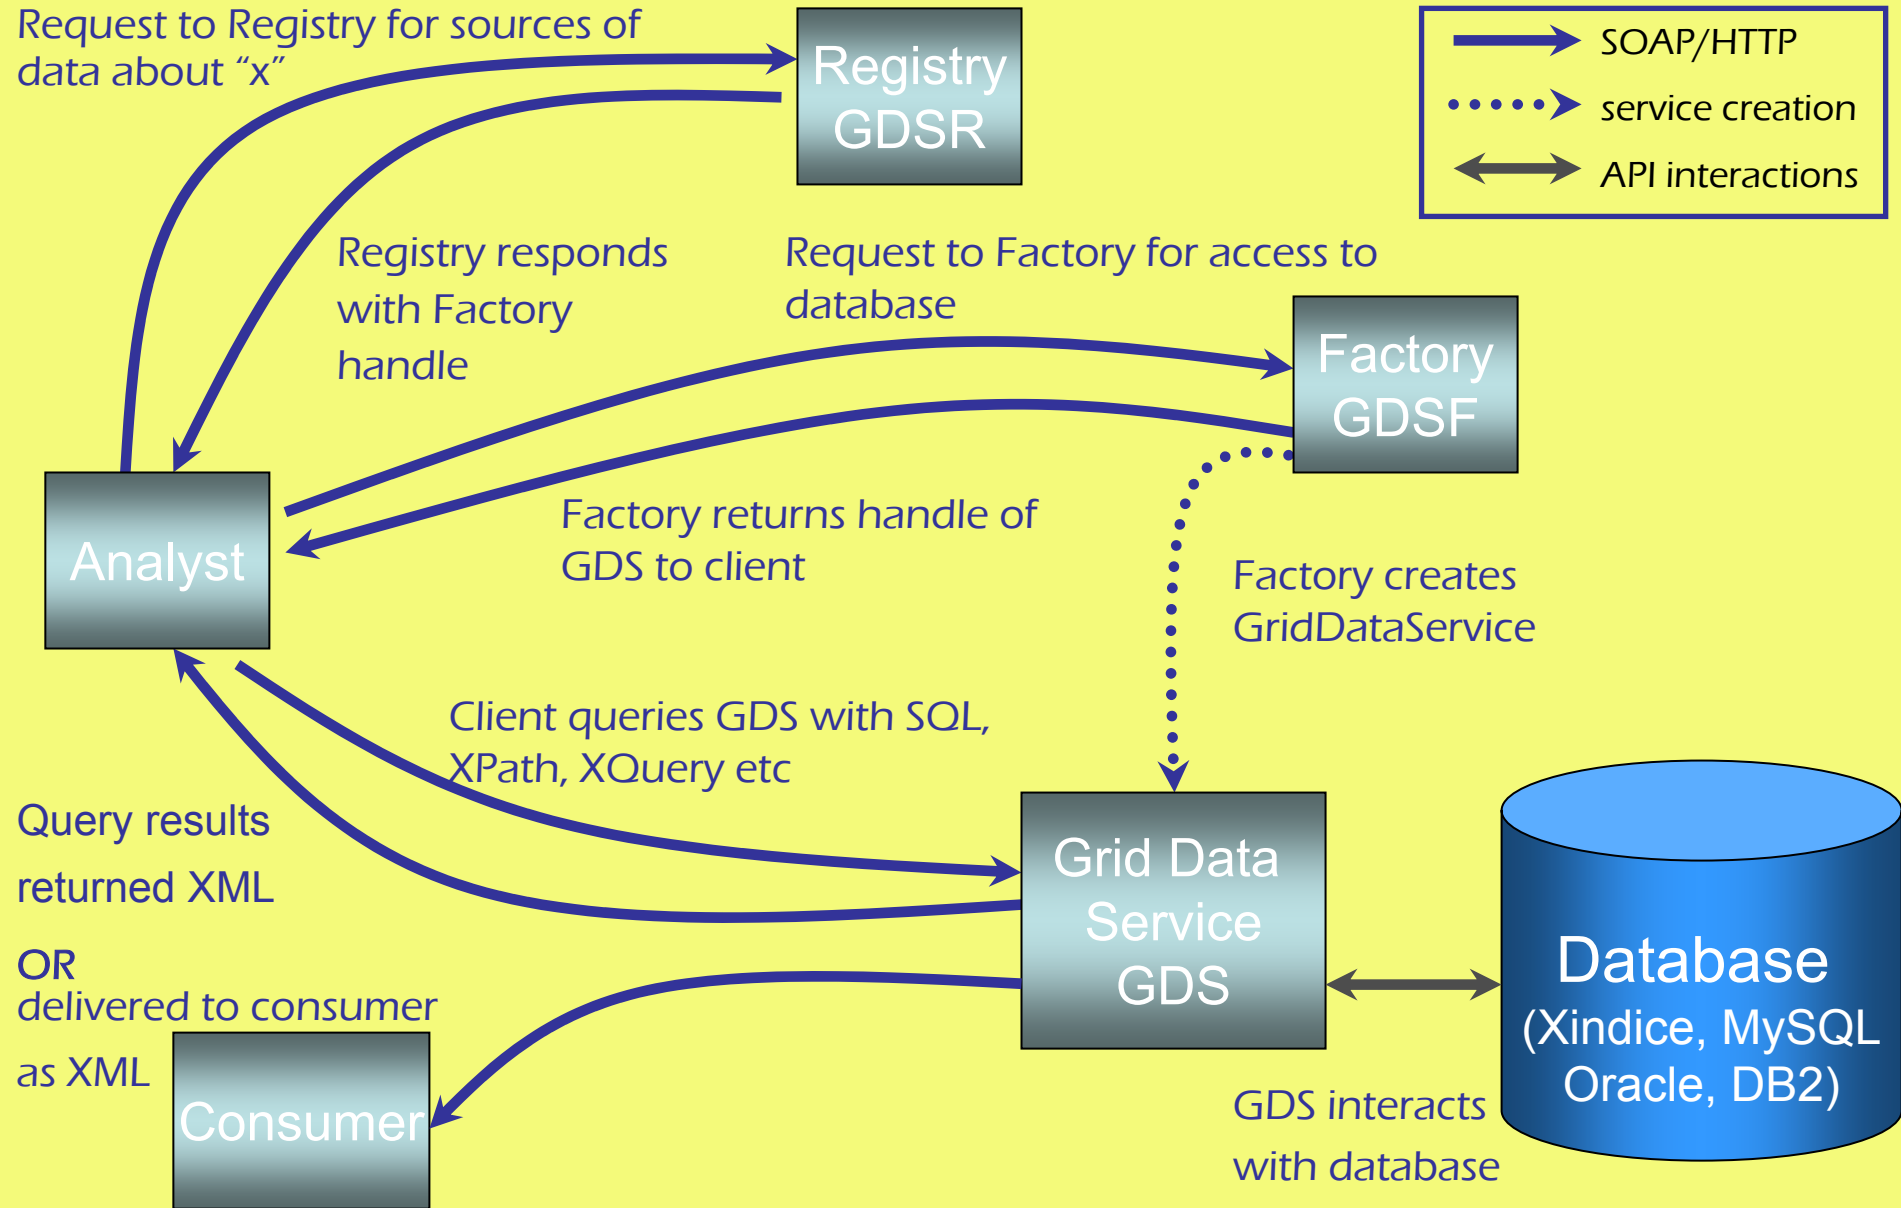 Request to Registry for sources of
data about “x”
Registry
GDSR
SOAP/HTTP
service creation
API interactions
Registry responds
with Factory
handle
Request to Factory for access to
database
Factory
GDSF
Analyst
Factory returns handle of
GDS to client
Factory creates
GridDataService
Client queries GDS with SQL,
XPath, XQuery etc
Query results
returned XML
OR
delivered to consumer
as XML
Consumer
Grid Data
Service
GDS
Database
(Xindice, MySQL
Oracle, DB2)
GDS interacts
with database